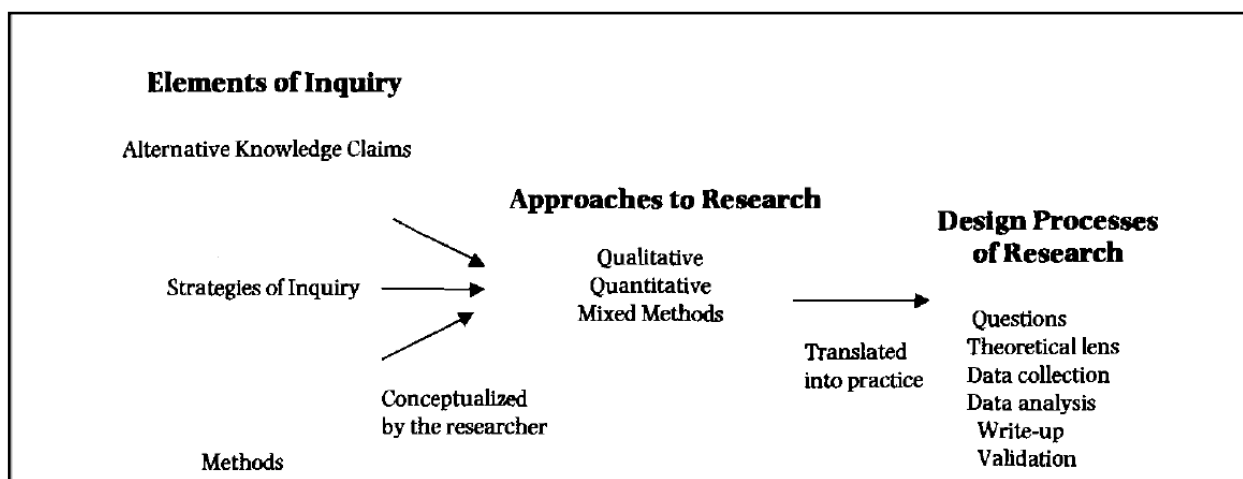 Elements of Inquiry
Alternative Knowledge Claims
Strategies of Inquiry
Methods
Conceptualized
by the researcher
Approaches to Research
Qualitative
Quantitative
Mixed Methods
Translated
into practice
Design Processes
of Research
Questions
Theoretical lens
Data collection
Data analysis
Write-up
Validation